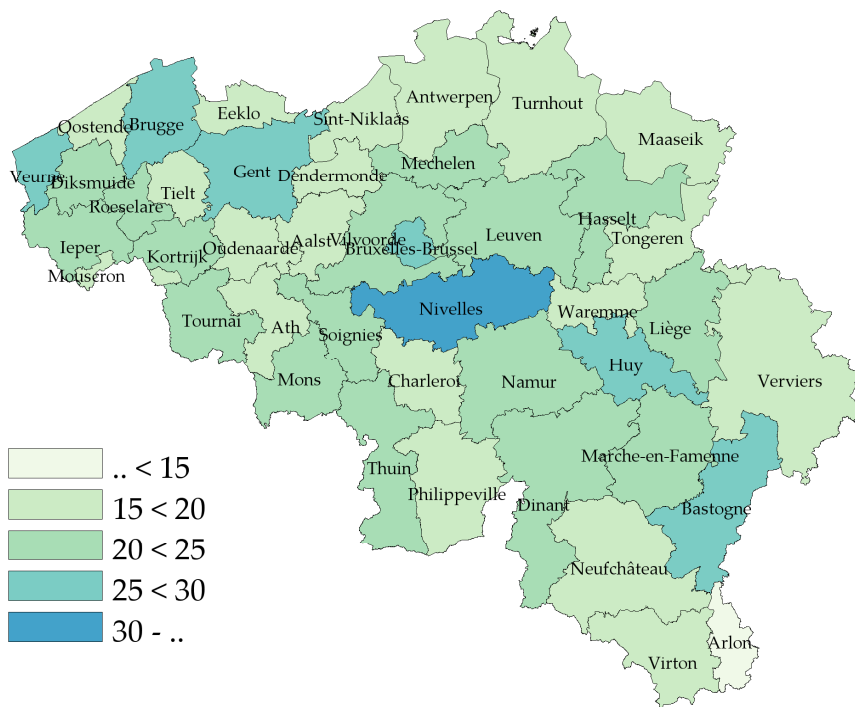 Antwerpen
Turnhout
Eeklo
Sint-Niklaas
Oostende
Brugge
Maaseik
Mechelen
Gent
Dendermonde
Veurne
Diksmuide
Tielt
Roeselare
Hasselt
Leuven
Aalst
Vilvoorde
Tongeren
Ieper
Kortrijk
Oudenaarde
Bruxelles-Brüssel
Mouscron
Nivelles
Waremme
Tournai
Ath
Soignies
Liège
Huy
Mons
Charleroi
Namur
Verviers
Marche-en-Famenne
Thuin
Philippeville
Dinant
Bastogne
Neufchâteau
Arlon
Virton
.. < 15
15 < 20
20 < 25
25 < 30
30 - ..